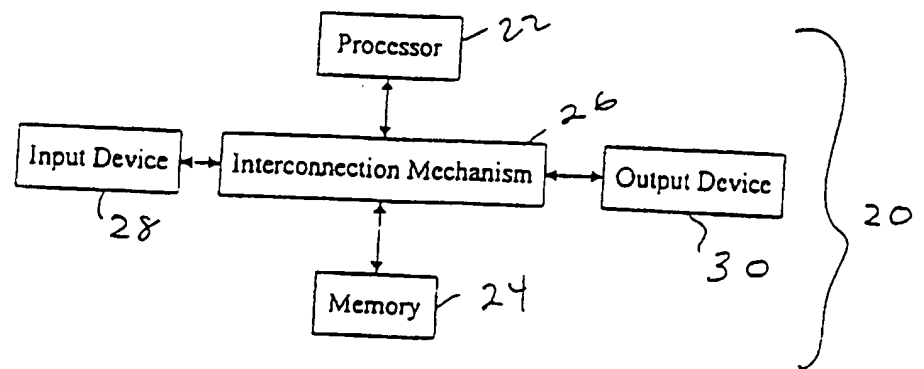 Processor
22
26
Input Device
Interconnection Mechanism
Output Device
20
28
30
Memory
24